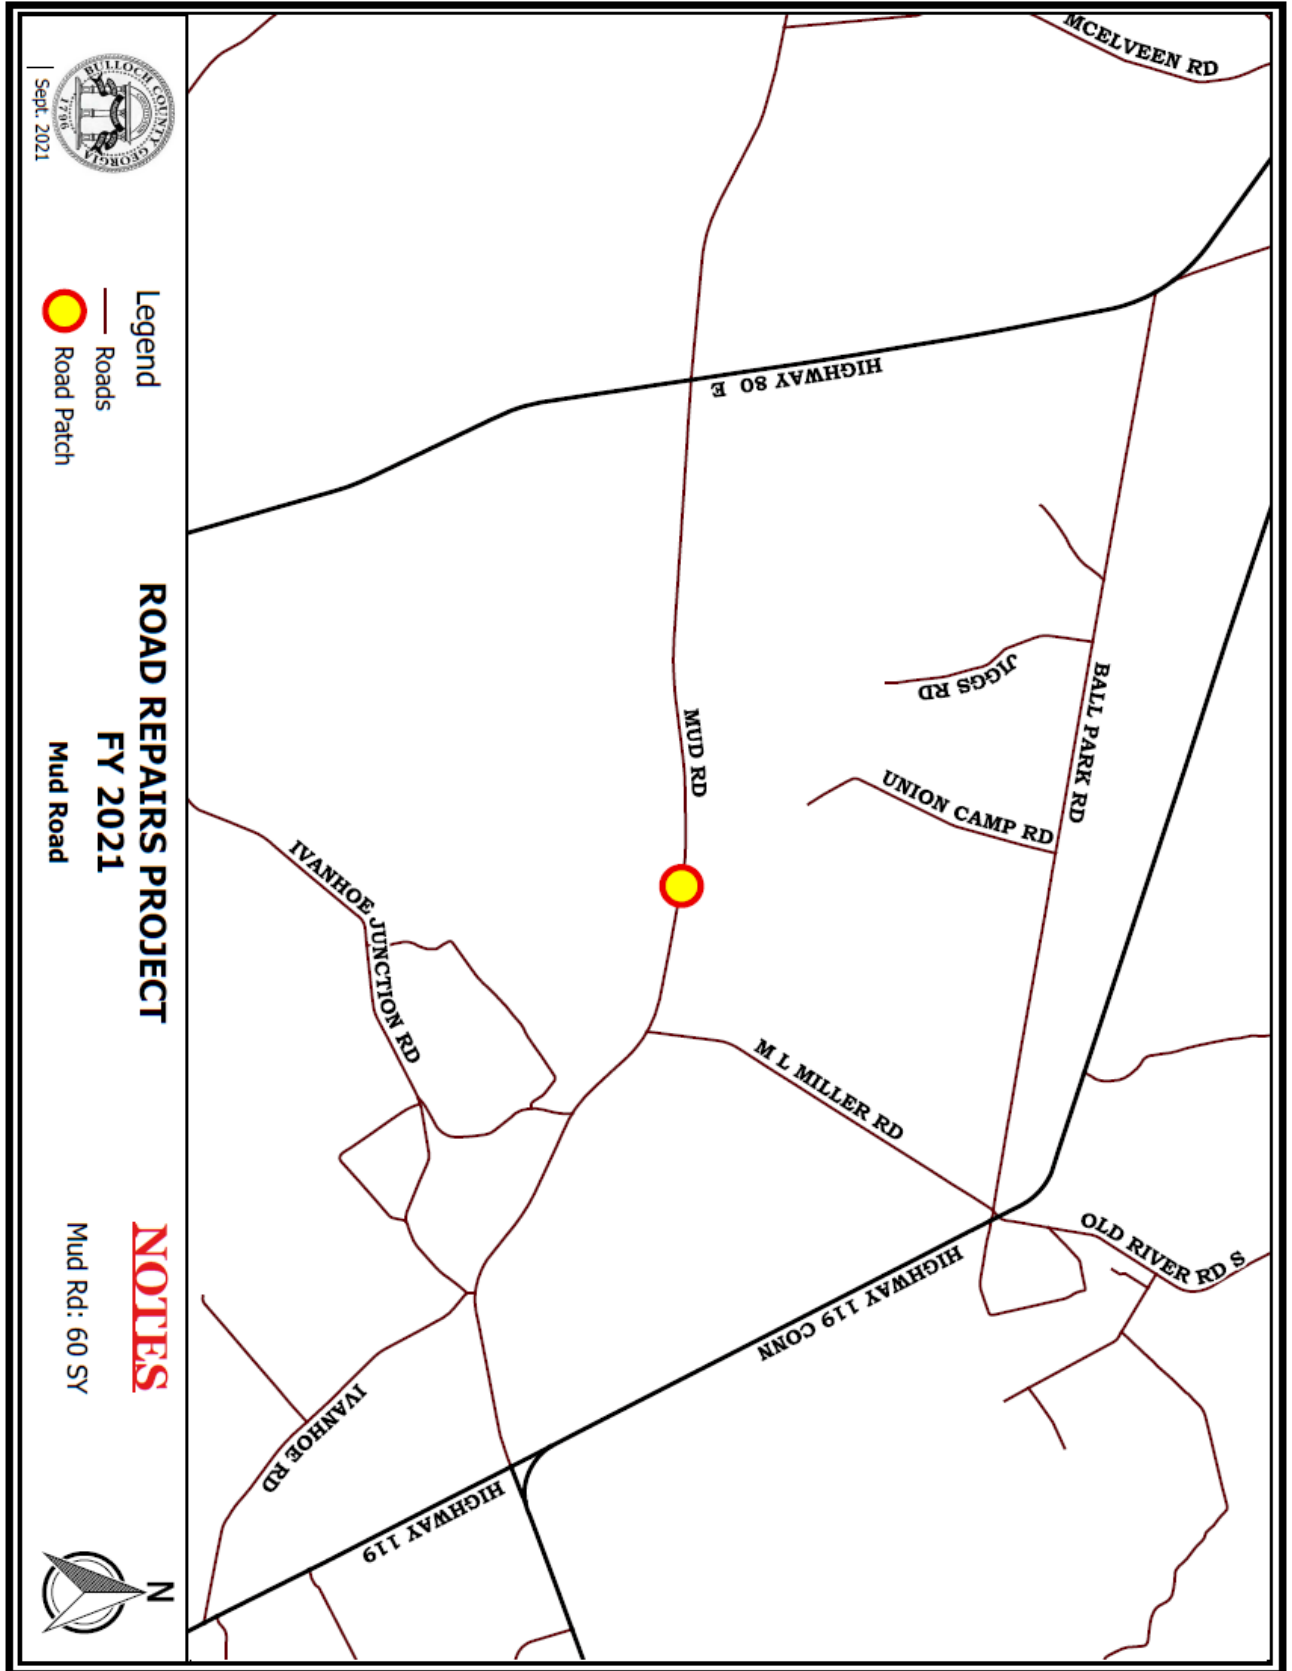 MCELVEEN RD
HIGHWAY 80 E
JIGGS RD
BALL PARK RD
MUD RD
UNION CAMP RD
IVANHOE JUNCTION RD
M L MILLER RD
OLD RIVER RD S
HIGHWAY 119 CONN
IVANHOE RD
HIGHWAY 119
BULLOCH COUNTY GEORGIA
1796
Sept. 2021
Legend
Roads
Road Patch
ROAD REPAIRS PROJECT
FY 2021
Mud Road
NOTES
Mud Rd: 60 SY
N